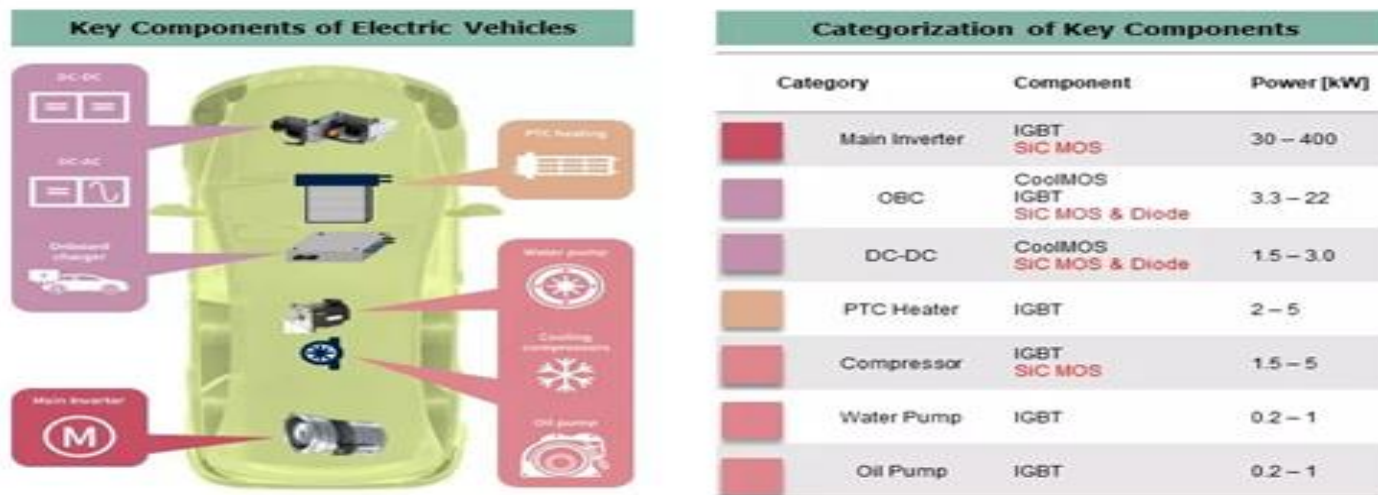 Key Components of Electric Vehicles
DC-DC
DC-AC
Onboard
charger
Main Inverter
M
PTC heating
Water pump
Cooling
compressors
Oil pump
Categorization of Key Components
Category Component Power [kW]
Main Inverter IGBT 30 – 400
SiC MOS
CoolMOS
OBC IGBT 3.3 – 22
SiC MOS & Diode
DC-DC CoolMOS 1.5 – 3.0
SiC MOS & Diode
PTC Heater IGBT 2 – 5
Compressor IGBT 1.5 – 5
SiC MOS
Water Pump IGBT 0.2 – 1
Oil Pump IGBT 0.2 – 1